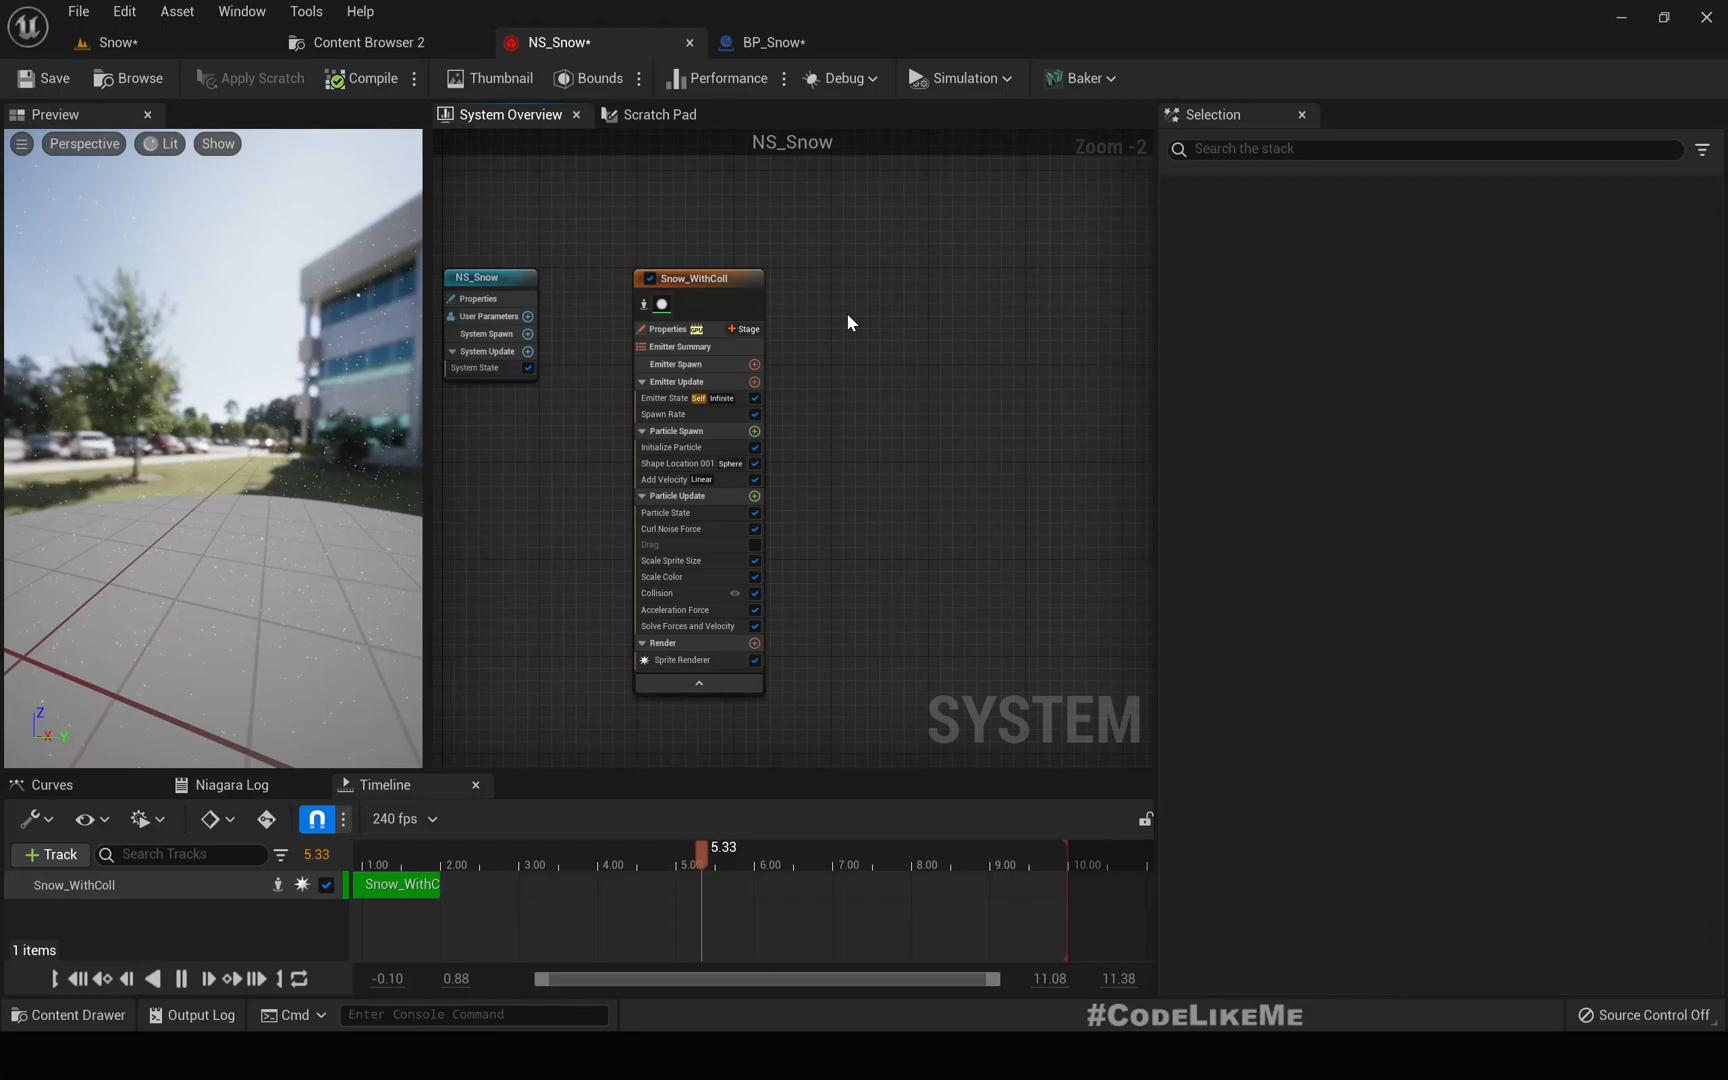 File Edit Asset Window Tools Help
Snow* Content Browser 2 NS_Snow* BP_Snow*
Save Browse Apply Scratch Compile Thumbnail Bounds Performance Debug Simulation Baker
Preview System Overview Scratch Pad Selection
Perspective Lit Show NS_Snow Zoom -2 Search the stack
NS_Snow
Properties
User Parameters
System Spawn
System Update
System State
Snow_WithColl
Properties GPU Stage
Emitter Summary
Emitter Spawn
Emitter Update
Emitter State Self Infinite
Spawn Rate
Particle Spawn
Initialize Particle
Shape Location 001 Sphere
Add Velocity Linear
Particle Update
Particle State
Curl Noise Force
Drag
Scale Sprite Size
Scale Color
Collision
Acceleration Force
Solve Forces and Velocity
Render
Sprite Renderer
SYSTEM
Z
X Y
Curves Niagara Log Timeline
240 fps
Track Search Tracks 5.33
5.33
1.00 2.00 3.00 4.00 5.00 6.00 7.00 8.00 9.00 10.00
Snow_WithColl Snow_WithC
1 items
-0.10 0.88 11.08 11.38
Content Drawer Output Log Cmd Enter Console Command #CodeLikeMe Source Control Off